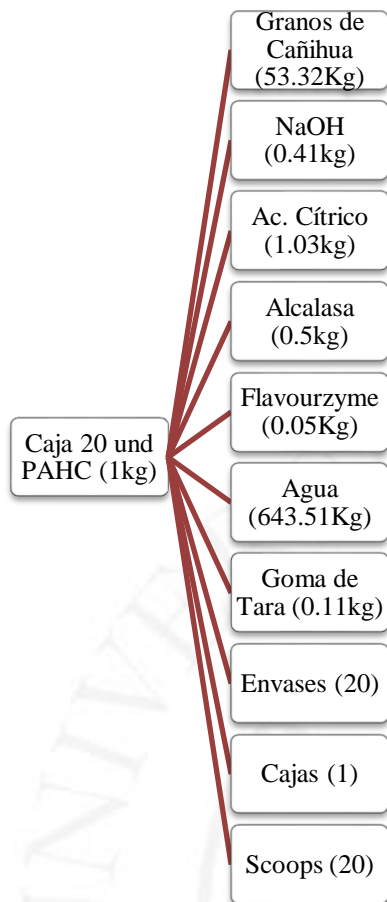 Granos de
Cañihua
(53.32Kg)
NaOH
(0.41kg)
Ac. Cítrico
(1.03kg)
Alcalasa
(0.5kg)
Flavourzyme
(0.05Kg)
Caja 20 und
PAHC (1kg)
Agua
(643.51Kg)
Goma de
Tara (0.11kg)
Envases (20)
Cajas (1)
Scoops (20)